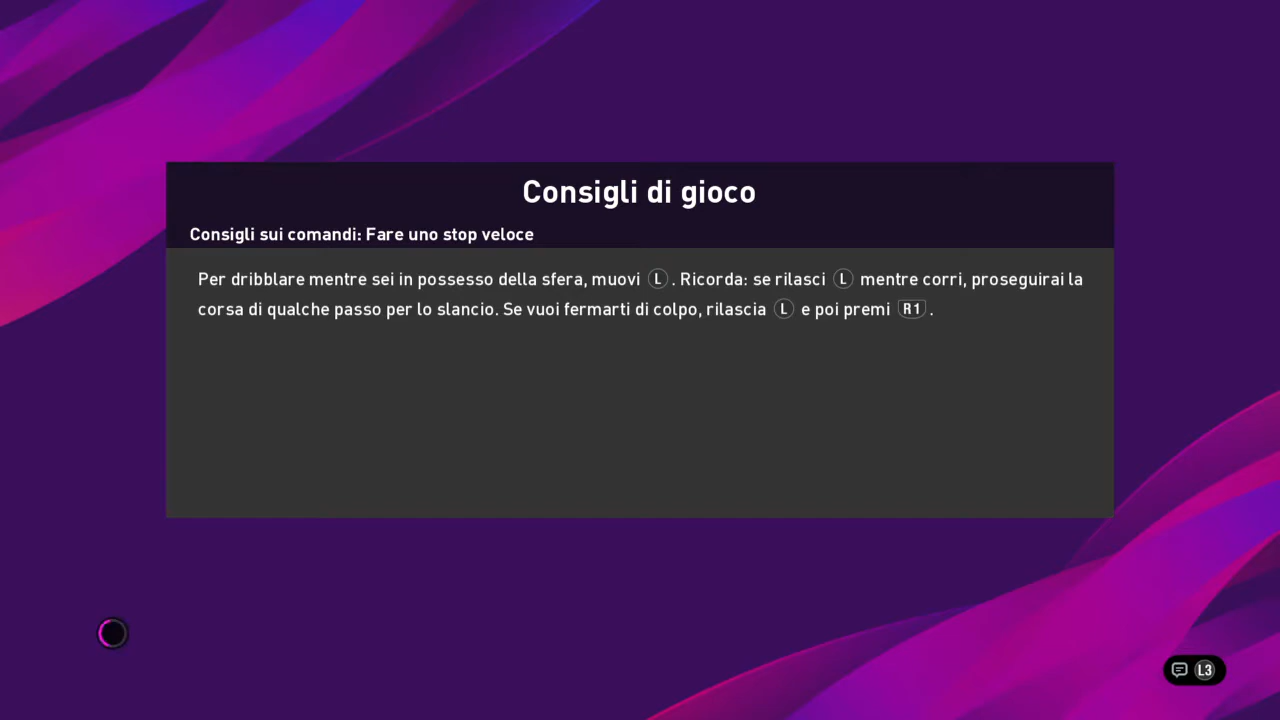 Consigli di gioco
Consigli sui comandi: Fare uno stop veloce
Per dribblare mentre sei in possesso della sfera, muovi L. Ricorda: se rilasci L mentre corri, proseguirai la
corsa di qualche passo per lo slancio. Se vuoi fermarti di colpo, rilascia L e poi premi R1.
L3